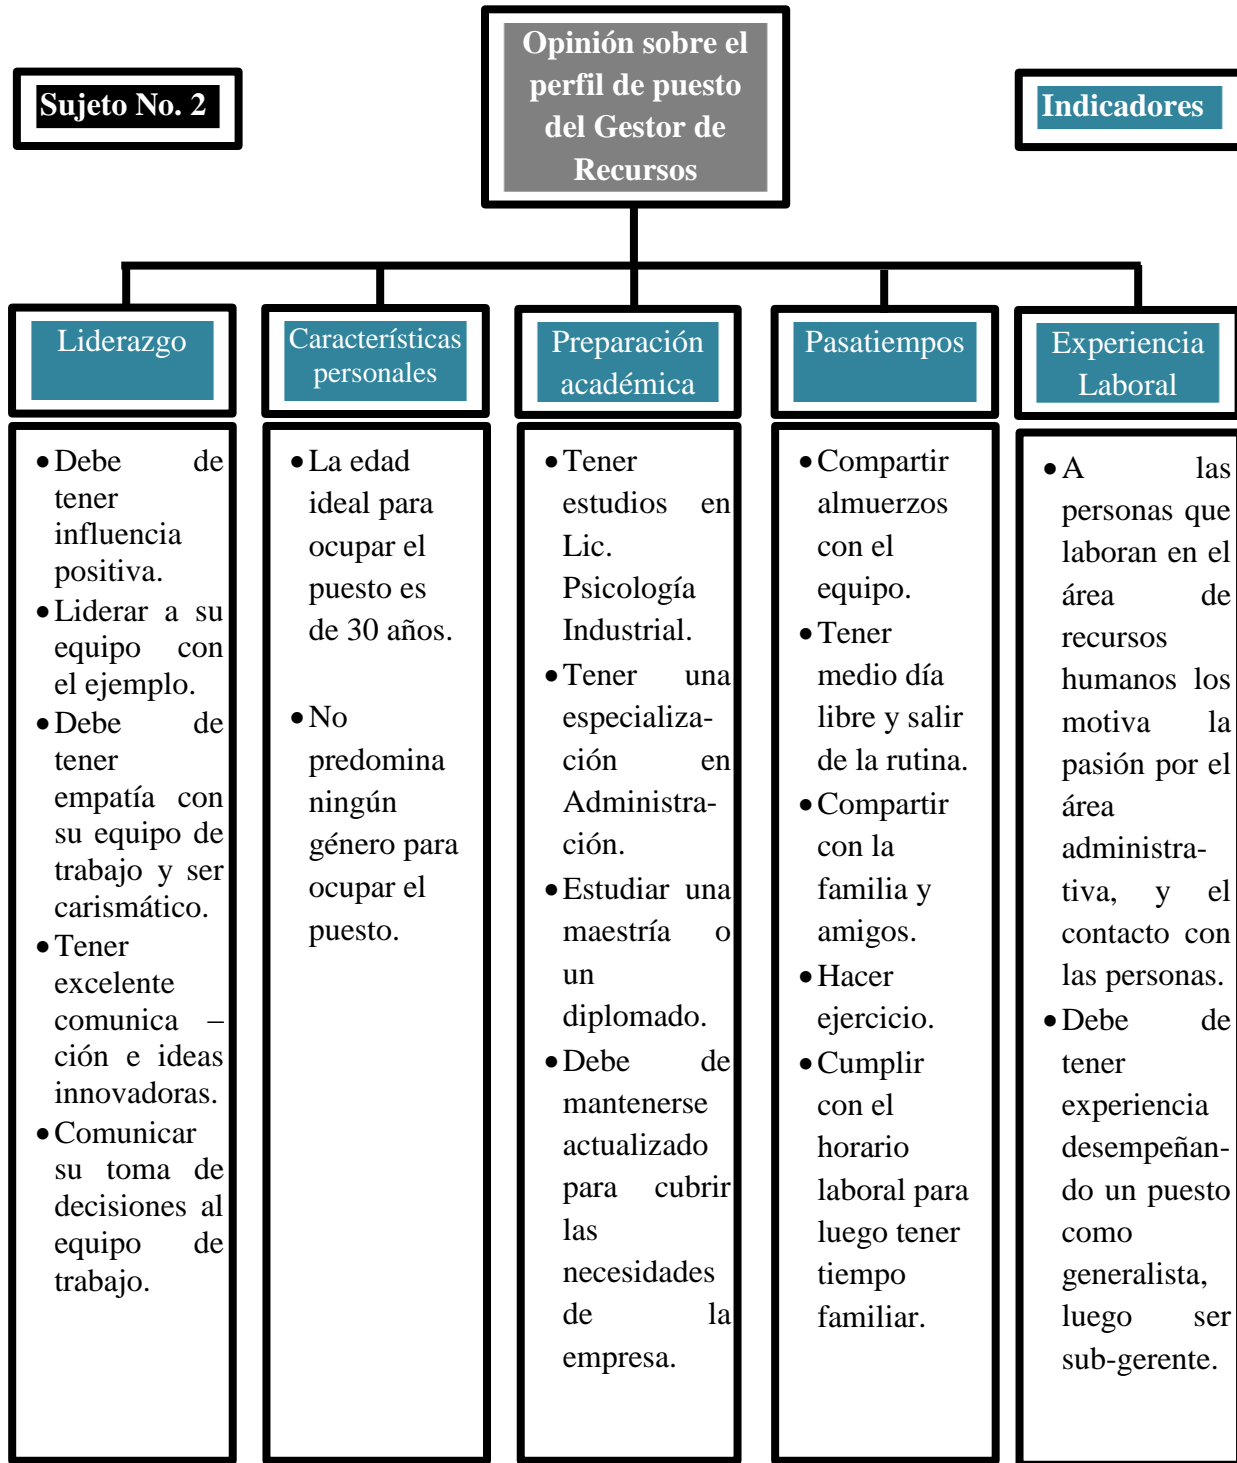 Opinión sobre el
perfil de puesto
del Gestor de
Recursos
Sujeto No. 2
Indicadores
Liderazgo
• Debe de
tener
influencia
positiva.
• Liderar a su
equipo con
el ejemplo.
• Debe de
tener
empatía con
su equipo de
trabajo y ser
carismático.
• Tener
excelente
comunica –
ción e ideas
innovadoras.
• Comunicar
su toma de
decisiones al
equipo de
trabajo.
Características
personales
• La edad
ideal para
ocupar el
puesto es
de 30 años.
• No
predomina
ningún
género para
ocupar el
puesto.
Preparación
académica
• Tener
estudios en
Lic.
Psicología
Industrial.
• Tener una
especializa-
ción en
Administra-
ción.
• Estudiar una
maestría o
un
diplomado.
• Debe de
mantenerse
actualizado
para cubrir
las
necesidades
de la
empresa.
Pasatiempos
• Compartir
almuerzos
con el
equipo.
• Tener
medio día
libre y salir
de la rutina.
• Compartir
con la
familia y
amigos.
• Hacer
ejercicio.
• Cumplir
con el
horario
laboral para
luego tener
tiempo
familiar.
Experiencia
Laboral
• A las
personas que
laboran en el
área de
recursos
humanos los
motiva la
pasión por el
área
administra-
tiva, y el
contacto con
las personas.
• Debe de
tener
experiencia
desempeñan-
do un puesto
como
generalista,
luego ser
sub-gerente.